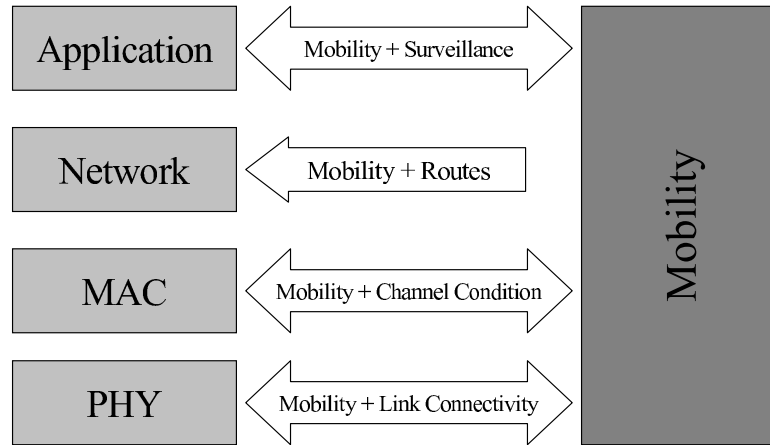 Application
Mobility + Surveillance
Network
Mobility + Routes
MAC
Mobility + Channel Condition
PHY
Mobility + Link Connectivity
Mobility